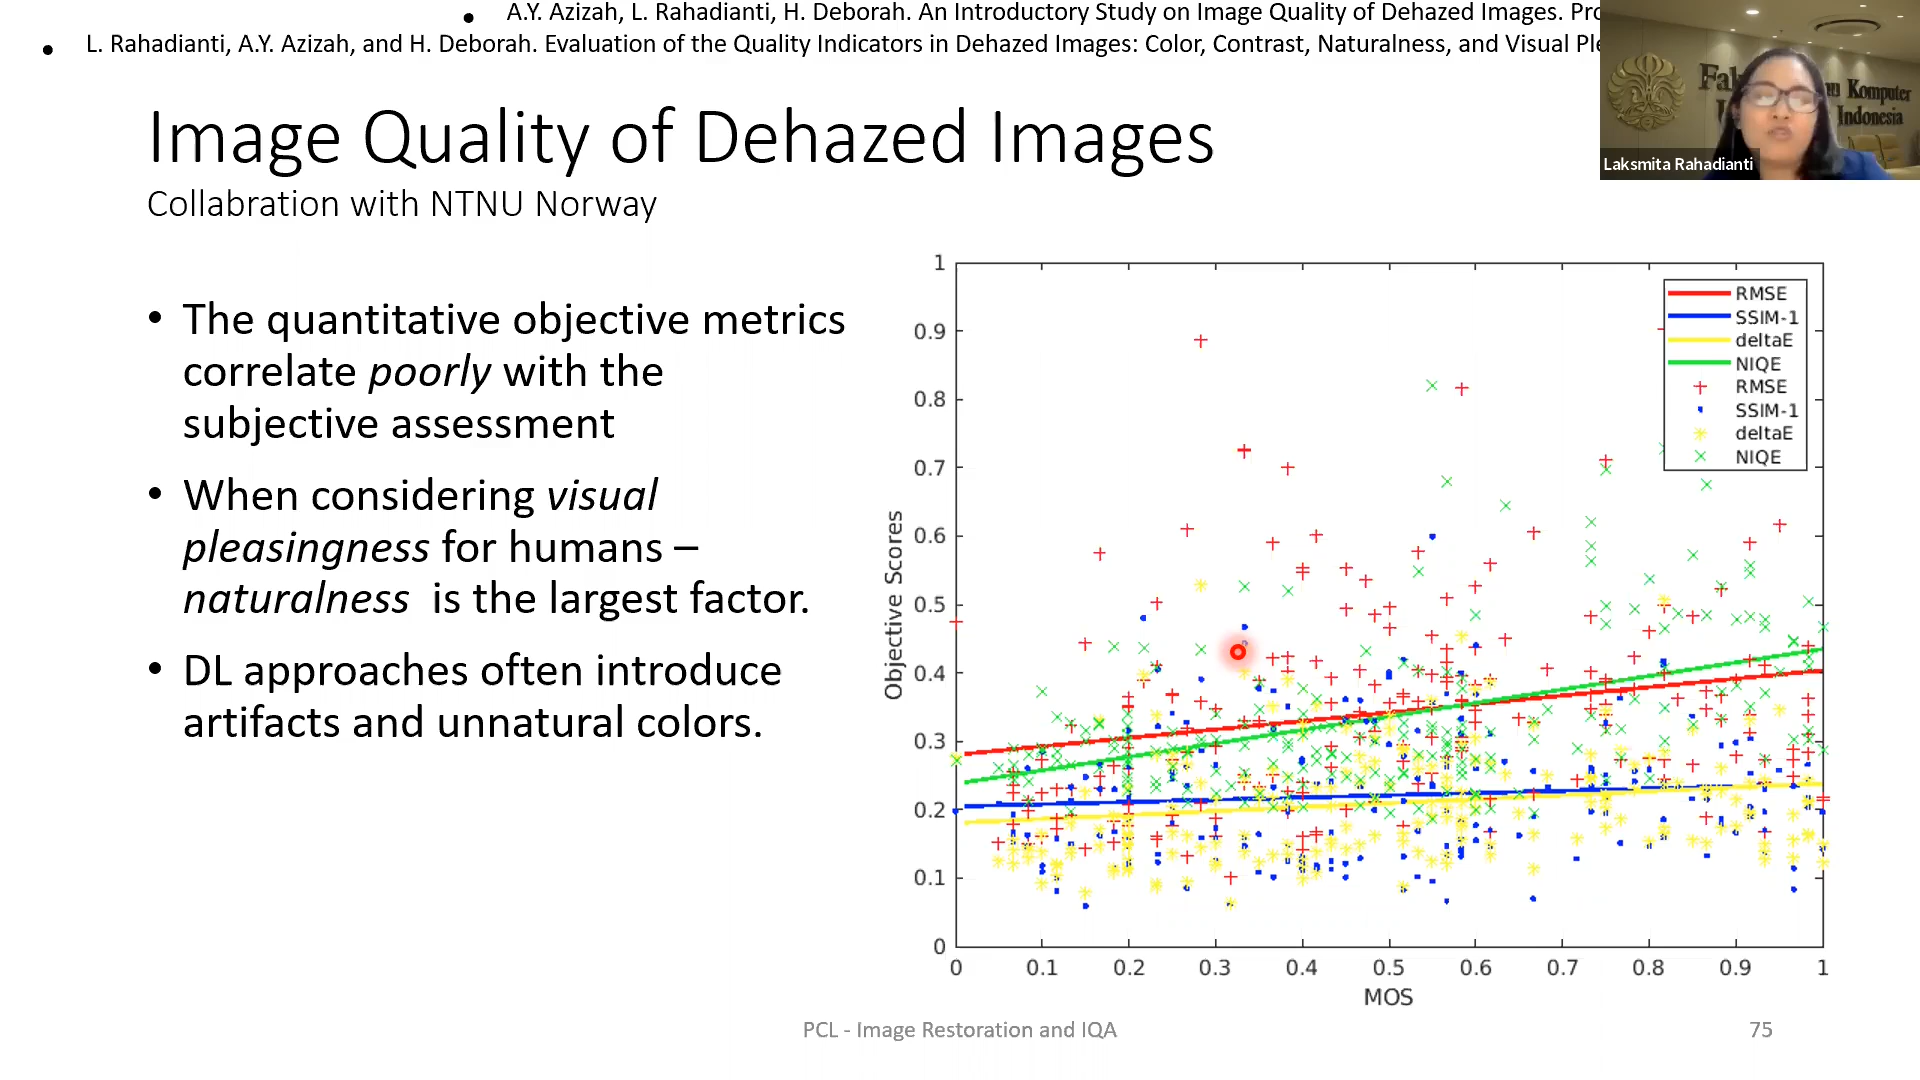 A.Y. Azizah, L. Rahadianti, H. Deborah. An Introductory Study on Image Quality of Dehazed Images.
L. Rahadianti, A.Y. Azizah, and H. Deborah. Evaluation of the Quality Indicators in Dehazed Images: Color, Contrast, Naturalness, and Visual
Komputer
Indonesia
Laksmita Rahadianti
Image Quality of Dehazed Images
Collabration with NTNU Norway
• The quantitative objective metrics
correlate poorly with the
subjective assessment
• When considering visual
pleasingness for humans –
naturalness is the largest factor.
• DL approaches often introduce
artifacts and unnatural colors.
Objective Scores
1
0.9
0.8
0.7
0.6
0.5
0.4
0.3
0.2
0.1
0
0 0.1 0.2 0.3 0.4 0.5 0.6 0.7 0.8 0.9 1
MOS
RMSE
SSIM-1
deltaE
NIQE
RMSE
SSIM-1
deltaE
NIQE
PCL - Image Restoration and IQA
75